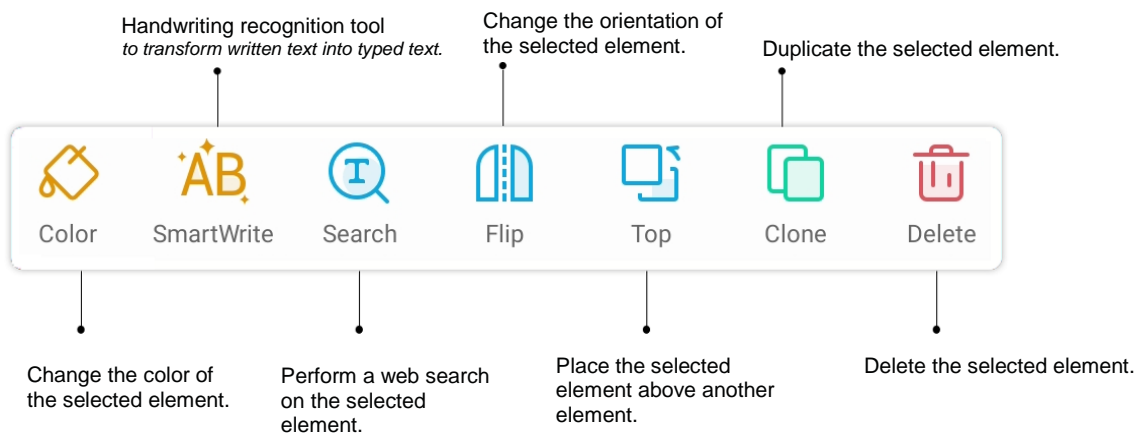 Handwriting recognition tool
to transform written text into typed text.
Change the orientation of
the selected element.
Duplicate the selected element.
AB
T
Color
SmartWrite
Search
Flip
Top
Clone
Delete
Change the color of
the selected element.
Perform a web search
on the selected
element.
Place the selected
element above another
element.
Delete the selected element.